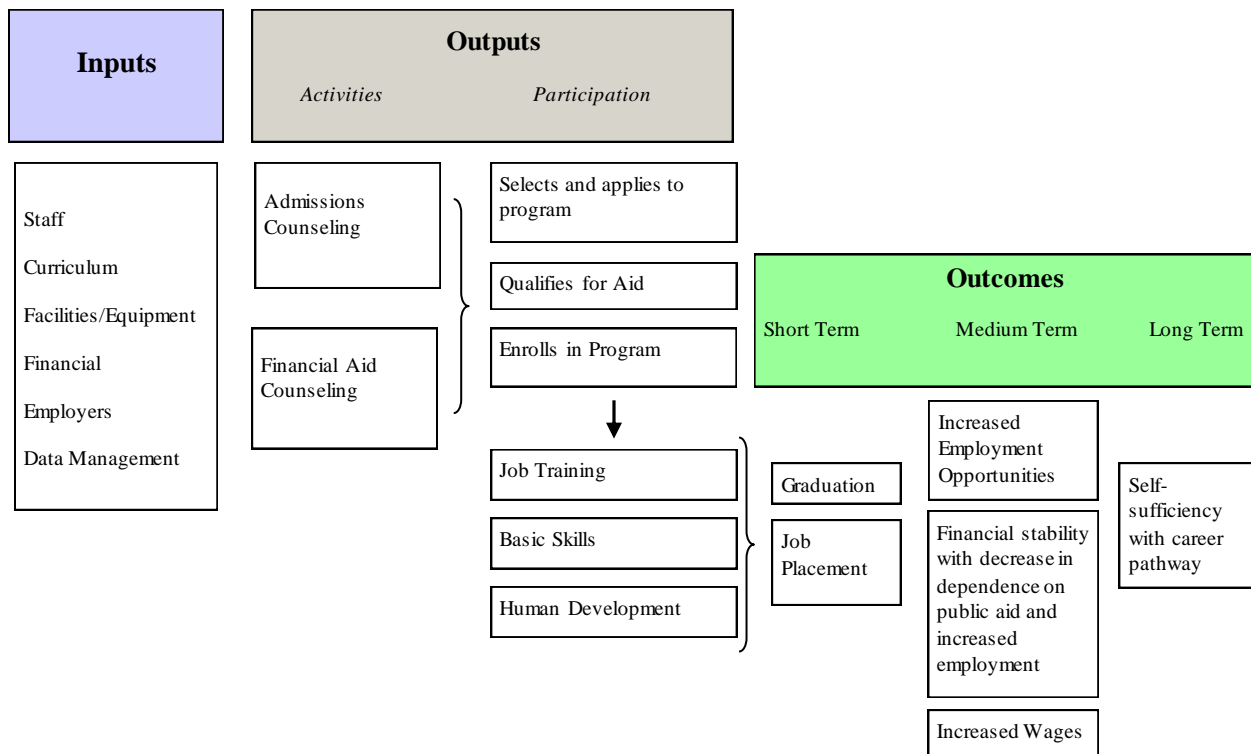 Inputs
Outputs
Activities Participation
Staff
Curriculum
Facilities/Equipment
Financial
Employers
Data Management
Admissions
Counseling
Financial Aid
Counseling
Selects and applies to
program
Qualifies for Aid
Enrolls in Program
Job Training
Basic Skills
Human Development
Outcomes
Short Term Medium Term Long Term
Graduation
Job
Placement
Increased
Employment
Opportunities
Financial stability
with decrease in
dependence on
public aid and
increased
employment
Increased Wages
Self-
sufficiency
with career
pathway